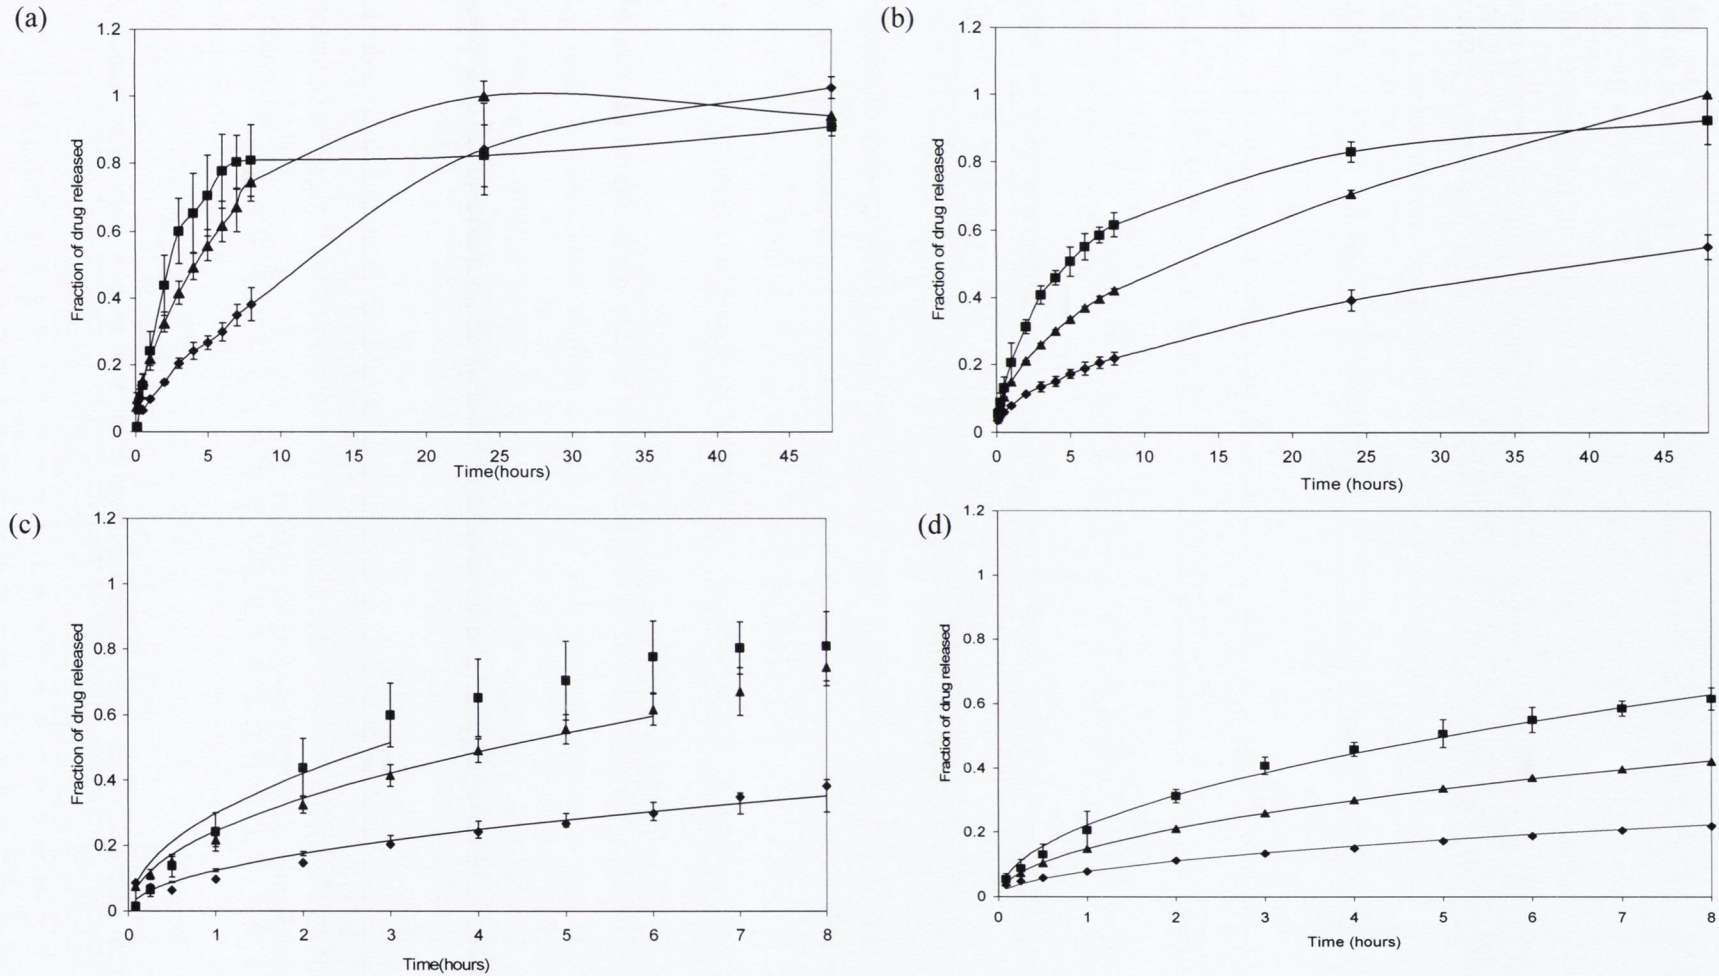 (a)
1.2
1
0.8
0.6
0.4
0.2
0
Fraction of drug released
0 5 10 15 20 25 30 35 40 45
Time(hours)
(b)
1.2
1
0.8
0.6
0.4
0.2
0
Fraction of drug released
0 5 10 15 20 25 30 35 40 45
Time (hours)
(c)
1.2
1
0.8
0.6
0.4
0.2
0
Fraction of drug released
0 1 2 3 4 5 6 7 8
Time(hours)
(d)
1.2
1
0.8
0.6
0.4
0.2
0
Fraction of drug released
0 1 2 3 4 5 6 7 8
Time (hours)